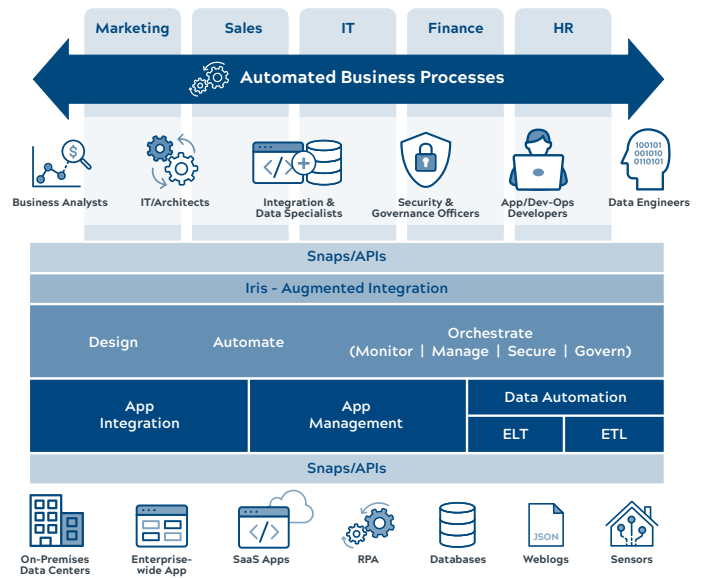 Marketing
Sales
IT
Finance
HR
Automated Business Processes
$
</>
100101
001010
0110101
Business Analysts
IT/Architects
Integration &
Data Specialists
Security &
Governance Officers
App/Dev-Ops
Developers
Data Engineers
Snaps/APIs
Iris - Augmented Integration
Design
Automate
Orchestrate
(Monitor | Manage | Secure | Govern)
App
Integration
App
Management
Data Automation
ELT
ETL
Snaps/APIs
</>
JSON
On-Premises
Data Centers
Enterprise-
wide App
SaaS Apps
RPA
Databases
Weblogs
Sensors